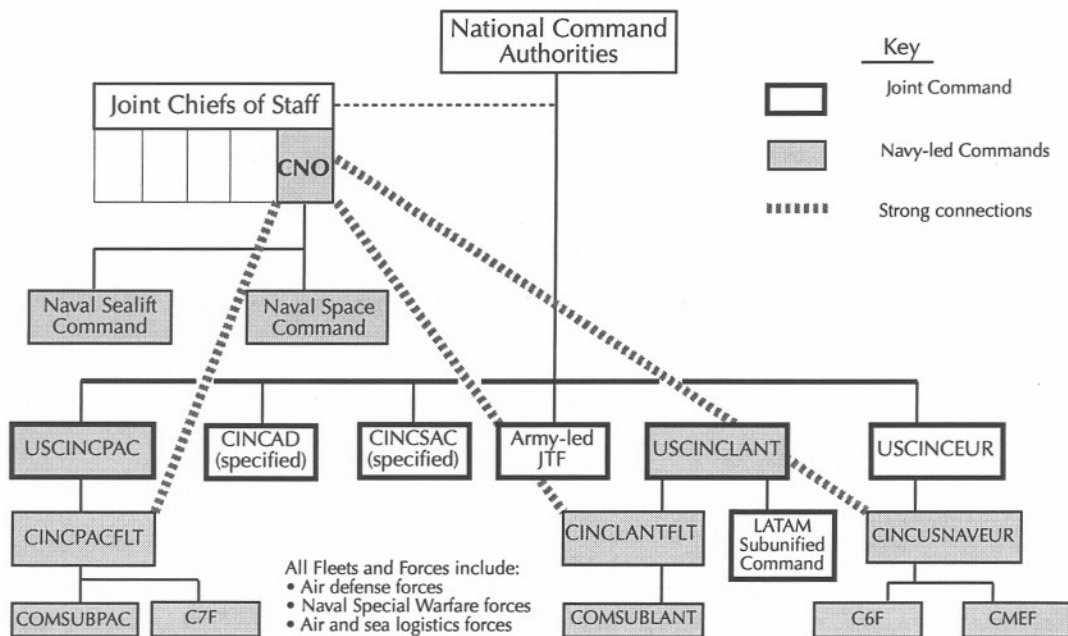 National Command
Authorities
Key
Joint Command
Navy-led Commands
Strong connections
Joint Chiefs of Staff
CNO
Naval Sealift
Command
Naval Space
Command
USCINCPAC
CINCAD
(specified)
CINCSAC
(specified)
Army-led
JTF
USCINCLANT
USCINCEUR
CINCPACFLT
CINCLANTFLT
LATAM
Subunified
Command
CINCUSNAVEUR
COMSUBPAC
C7F
All Fleets and Forces include:
• Air defense forces
• Naval Special Warfare forces
• Air and sea logistics forces
COMSUBLANT
C6F
CMEF